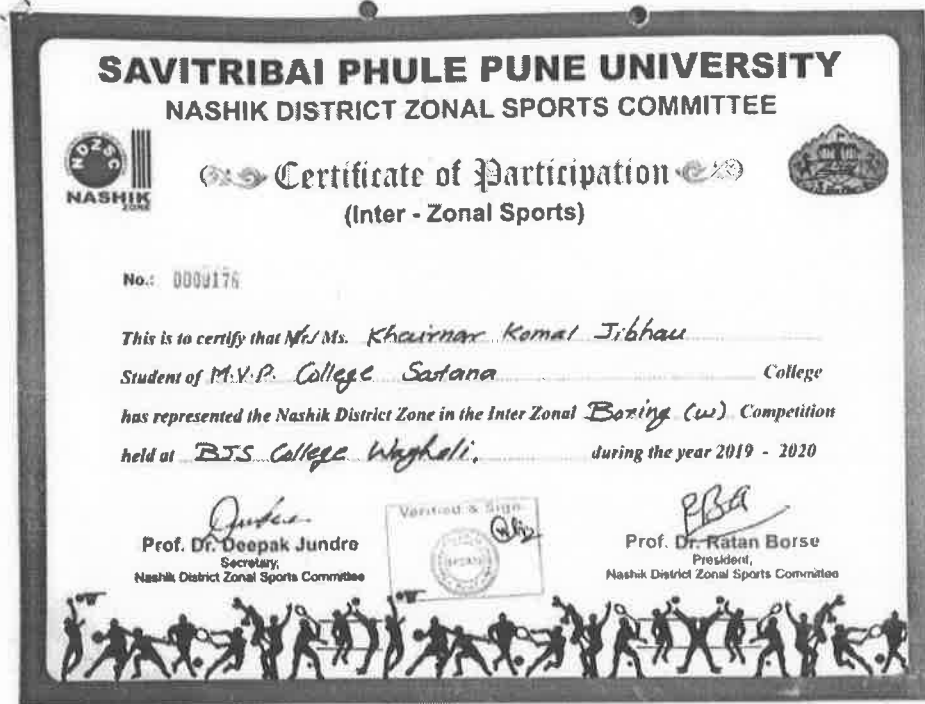 SAVITRIBAI PHULE PUNE UNIVERSITY
NASHIK DISTRICT ZONAL SPORTS COMMITTEE
NDZSC
NASHIK
ZONE
Certificate of Participation
(Inter - Zonal Sports)
No.: 0000176
This is to certify that Mr./ Ms. Khairnar Komal Jibhau
Student of M.V.P. College Satana College
has represented the Nashik District Zone in the Inter Zonal Boxing (w) Competition
held at BJS College Wagholi. during the year 2019 - 2020
Verified & Sign
Prof. Dr. Deepak Jundre
Secretary,
Nashik District Zonal Sports Committee
Prof. Dr. Ratan Borse
President,
Nashik District Zonal Sports Committee